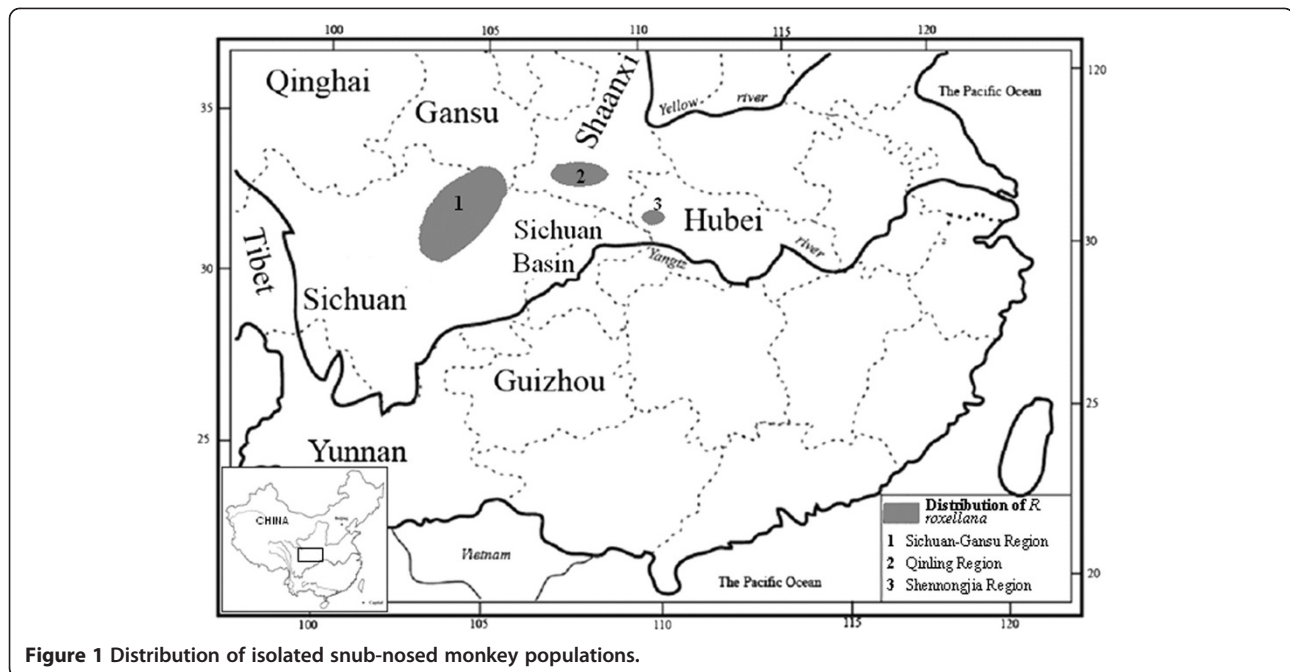 100
105
110
115
120
Qinghai
Gansu
Shaanxi
Yellow river
The Pacific Ocean
120
35
1
2
3
Hubei
Sichuan
Basin
Yangtz river
30
30
Tibet
Sichuan
Guizhou
25
25
Yunnan
CHINA
Beijing
Capital
Vietnam
The Pacific Ocean
Distribution of R
roxellana
1 Sichuan-Gansu Region
2 Qinling Region
3 Shennongjia Region
20
100
105
110
115
120
Figure 1 Distribution of isolated snub-nosed monkey populations.